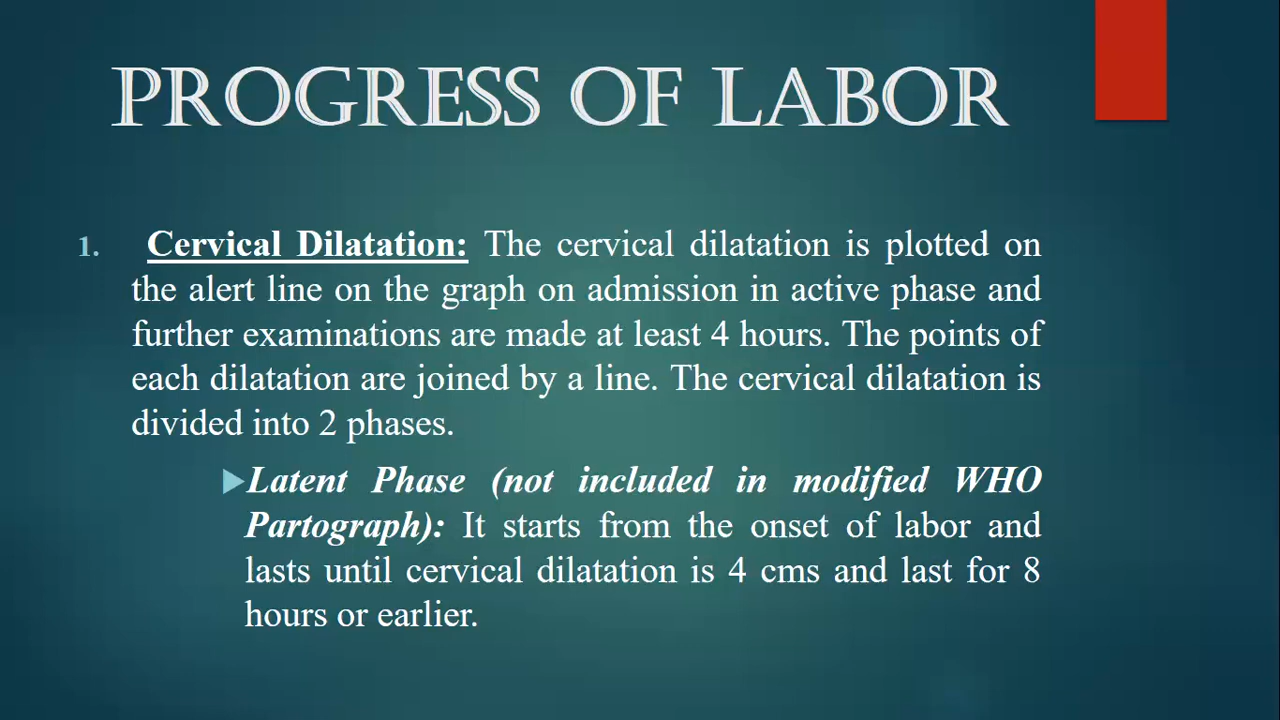 PROGRESS OF LABOR
1. Cervical Dilatation: The cervical dilatation is plotted on
the alert line on the graph on admission in active phase and
further examinations are made at least 4 hours. The points of
each dilatation are joined by a line. The cervical dilatation is
divided into 2 phases.
Latent Phase (not included in modified WHO
Partograph): It starts from the onset of labor and
lasts until cervical dilatation is 4 cms and last for 8
hours or earlier.